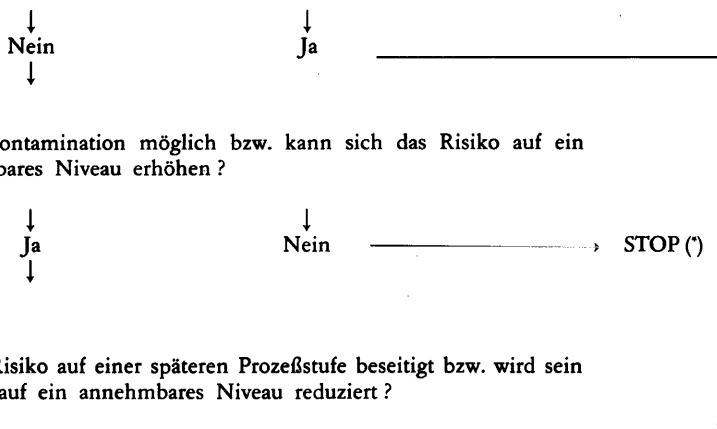 ↓ ↓
Nein Ja
↓
ontamination möglich bzw. kann sich das Risiko auf ein
bares Niveau erhöhen ?
↓ ↓
Ja Nein → STOP (*)
↓
Risiko auf einer späteren Prozeßstufe beseitigt bzw. wird sein
auf ein annehmbares Niveau reduziert ?